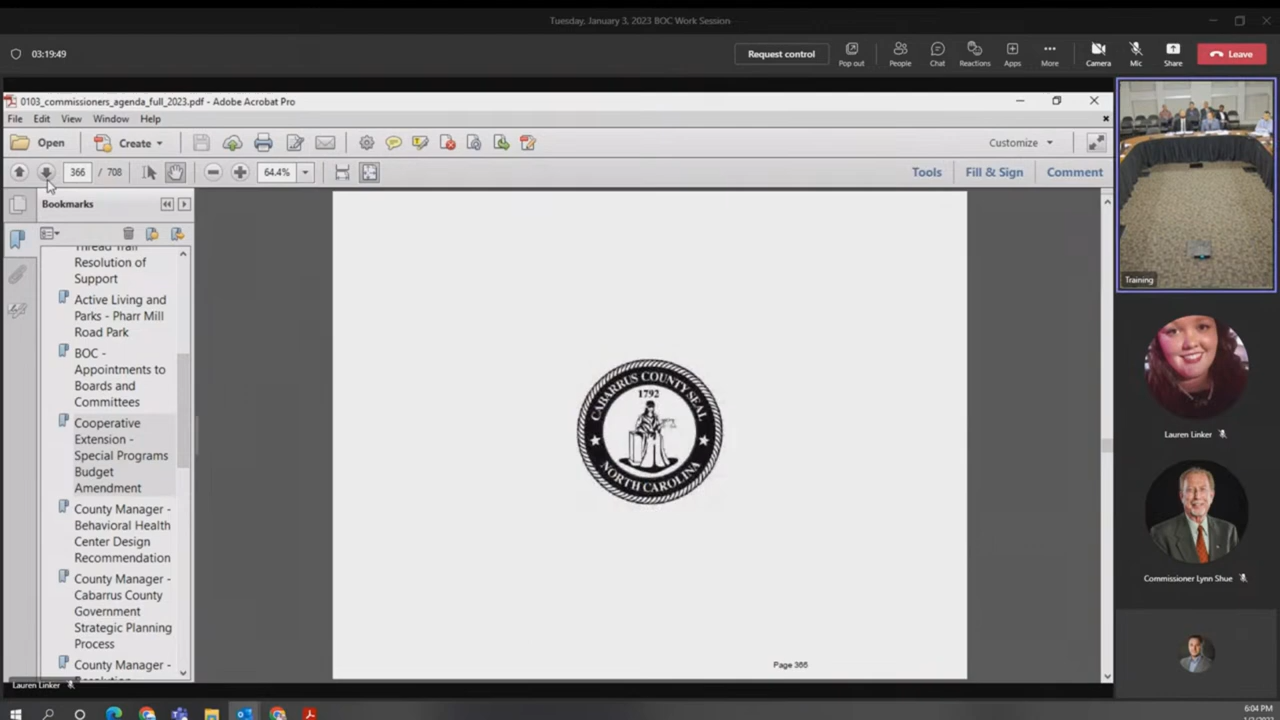 Tuesday, January 3, 2023 BOC Work Session
03:19:49
Request control
Pop out
People
Chat
Reactions
Apps
More
Camera
Mic
Share
Leave
0103_commissioners_agenda_full_2023.pdf - Adobe Acrobat Pro
File Edit View Window Help
Open
Create
Customize
366 / 708
64.4%
Tools
Fill & Sign
Comment
Bookmarks
Thread Trail
Resolution of
Support
Active Living and
Parks - Pharr Mill
Road Park
BOC -
Appointments to
Boards and
Committees
Cooperative
Extension -
Special Programs
Budget
Amendment
County Manager -
Behavioral Health
Center Design
Recommendation
County Manager -
Cabarrus County
Government
Strategic Planning
Process
County Manager -
CABARRUS COUNTY SEAL
1792
NORTH CAROLINA
Page 366
Training
Lauren Linker
Commissioner Lynn Shue
Lauren Linker
6:04 PM